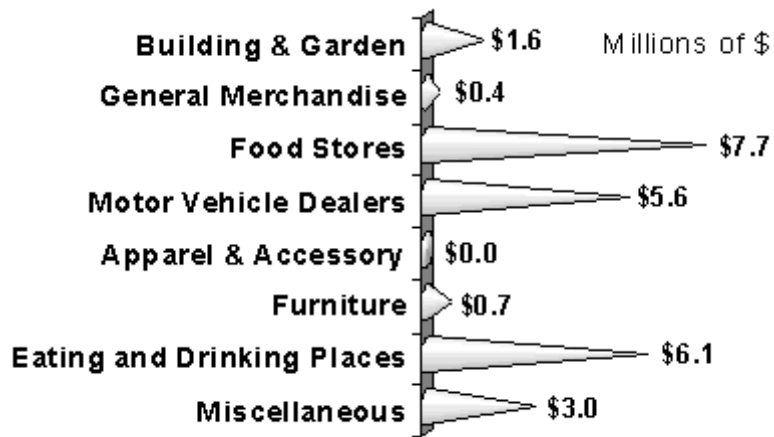 Building & Garden $1.6 Millions of $
General Merchandise $0.4
Food Stores $7.7
Motor Vehicle Dealers $5.6
Apparel & Accessory $0.0
Furniture $0.7
Eating and Drinking Places $6.1
Miscellaneous $3.0